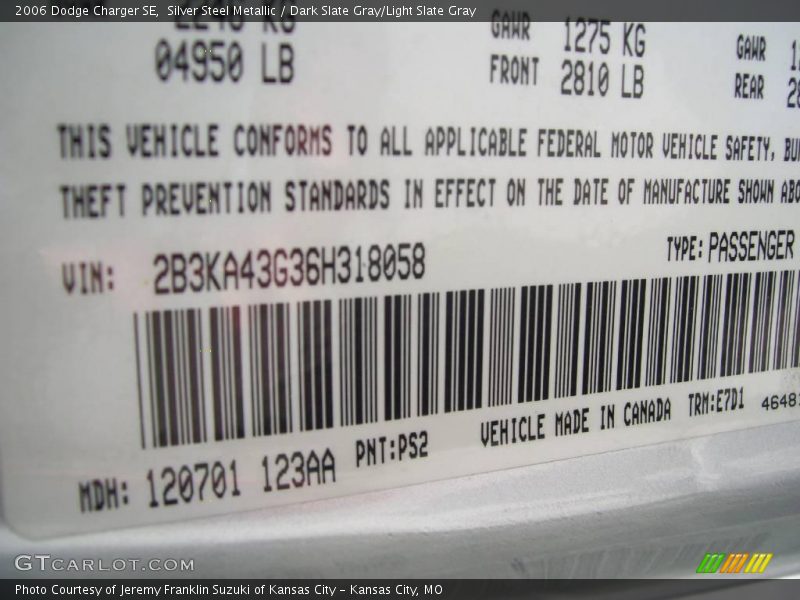 2006 Dodge Charger SE, Silver Steel Metallic / Dark Slate Gray/Light Slate Gray
KG GAWR 1275 KG GAWR
04950 LB FRONT 2810 LB REAR
THIS VEHICLE CONFORMS TO ALL APPLICABLE FEDERAL MOTOR VEHICLE SAFETY,
THEFT PREVENTION STANDARDS IN EFFECT ON THE DATE OF MANUFACTURE SHOWN
VIN: 2B3KA43G36H318058 TYPE: PASSENGER
MDH: 120701 123AA PNT:PS2 VEHICLE MADE IN CANADA TRM:E7D1
GTCARLOT.COM
Photo Courtesy of Jeremy Franklin Suzuki of Kansas City – Kansas City, MO